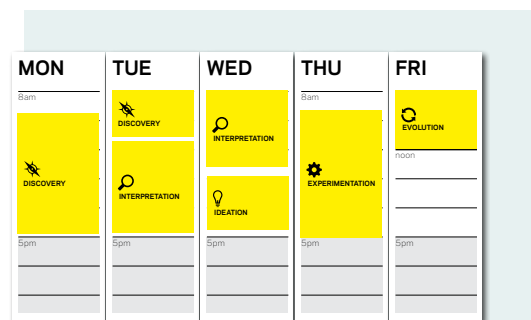 MON
TUE
WED
THU
FRI
8am
DISCOVERY
5pm
DISCOVERY
INTERPRETATION
5pm
INTERPRETATION
IDEATION
5pm
8am
EXPERIMENTATION
5pm
EVOLUTION
noon
5pm